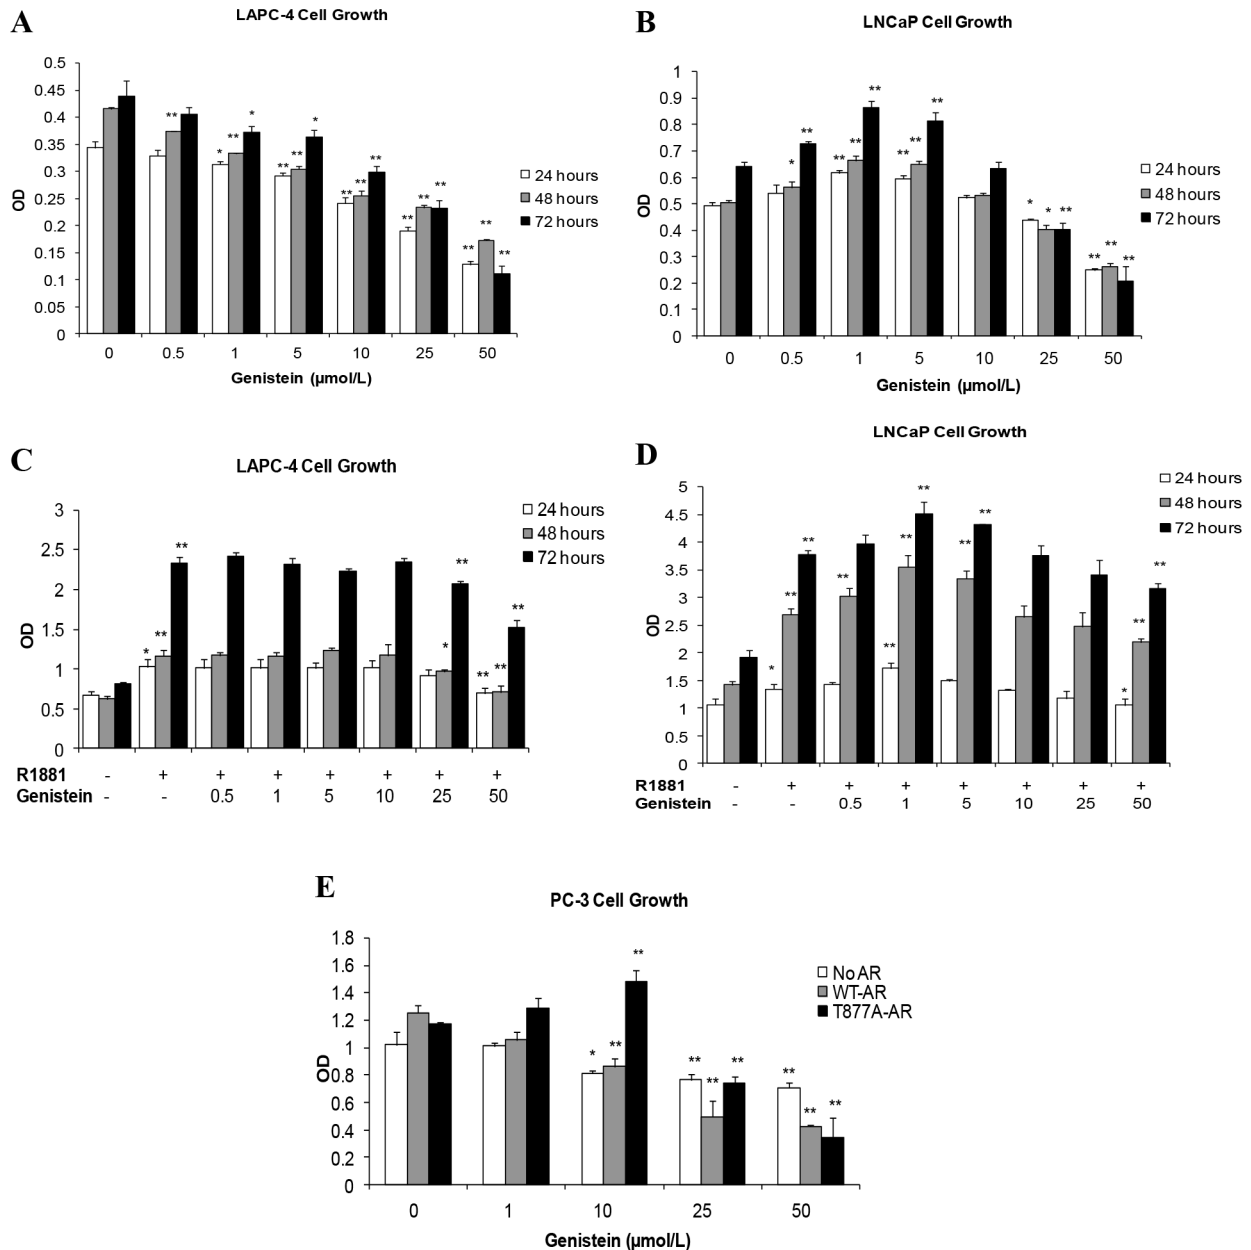 A
LAPC-4 Cell Growth
0.5
0.45
0.4
0.35
0.3
0.25
0.2
0.15
0.1
0.05
0
OD
** * ** * ** ** * ** ** ** ** ** ** ** ** **
0 0.5 1 5 10 25 50
Genistein (µmol/L)
24 hours
48 hours
72 hours
B
LNCaP Cell Growth
1
0.9
0.8
0.7
0.6
0.5
0.4
0.3
0.2
0.1
0
OD
* ** ** ** ** ** ** ** * * ** ** ** **
0 0.5 1 5 10 25 50
Genistein (µmol/L)
24 hours
48 hours
72 hours
C
LAPC-4 Cell Growth
3
2.5
2
1.5
1
0.5
0
OD
* ** ** * ** ** ** **
R1881 - + + + + + + +
Genistein - - 0.5 1 5 10 25 50
24 hours
48 hours
72 hours
D
LNCaP Cell Growth
5
4.5
4
3.5
3
2.5
2
1.5
1
0.5
0
OD
* ** ** ** ** ** ** ** ** * ** **
R1881 - + + + + + + +
Genistein - - 0.5 1 5 10 25 50
24 hours
48 hours
72 hours
E
PC-3 Cell Growth
1.8
1.6
1.4
1.2
1
0.8
0.6
0.4
0.2
0
OD
* ** ** ** ** ** ** ** **
0 1 10 25 50
Genistein (µmol/L)
No AR
WT-AR
T877A-AR